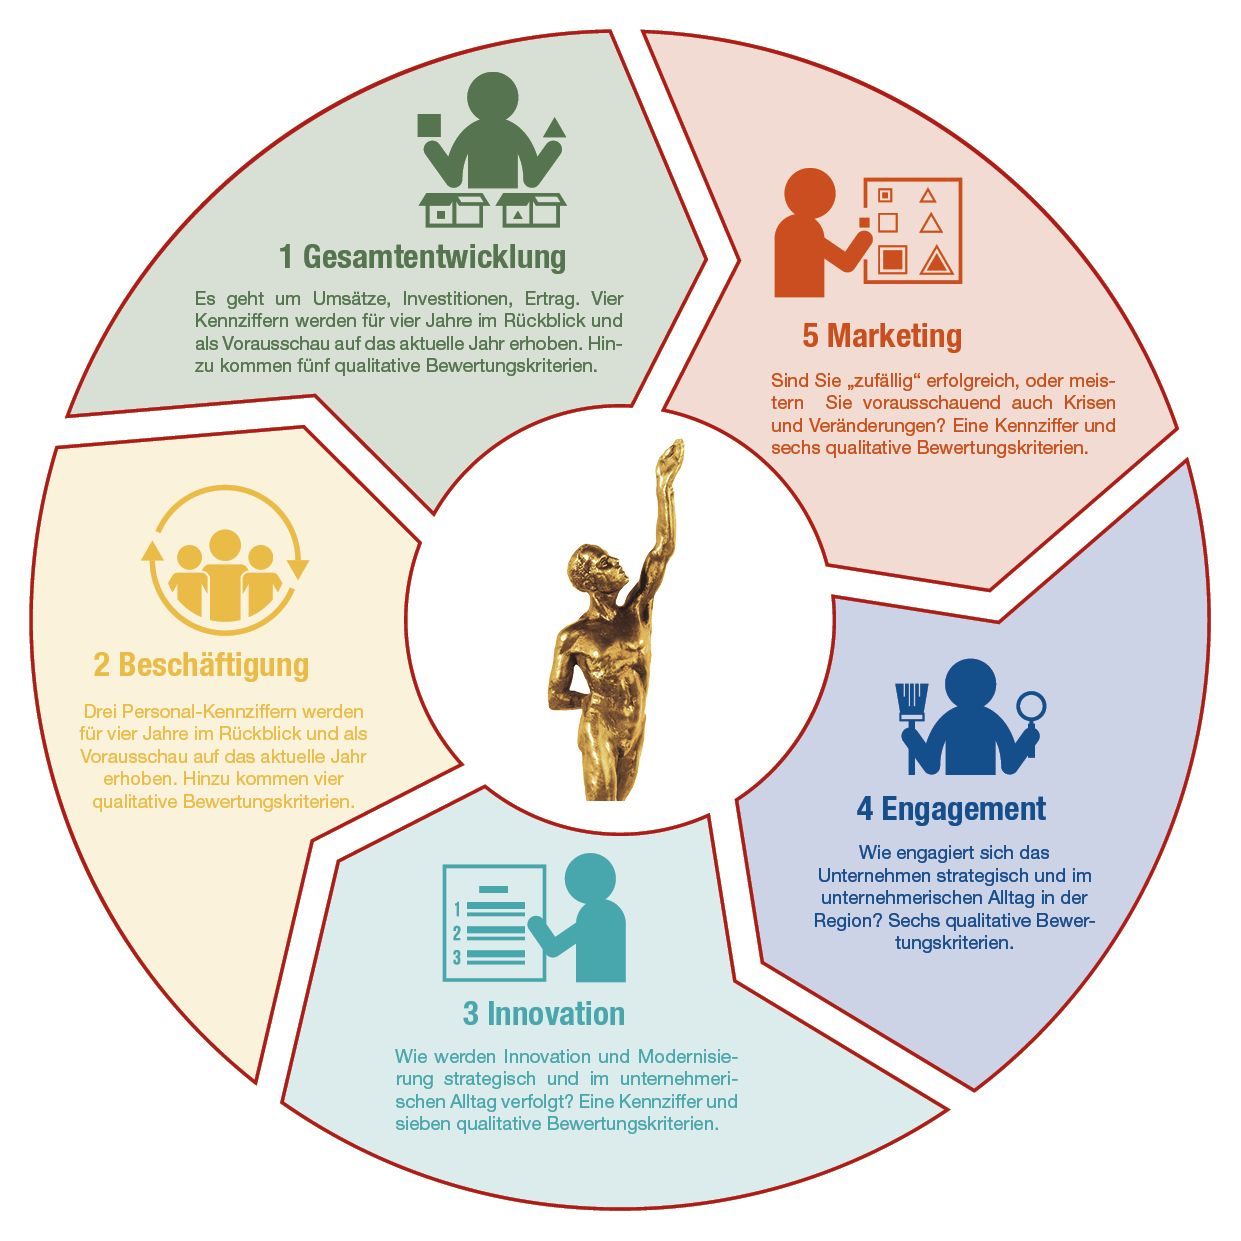 1 Gesamtentwicklung
Es geht um Umsätze, Investitionen, Ertrag. Vier
Kennziffern werden für vier Jahre im Rückblick und
als Vorausschau auf das aktuelle Jahr erhoben. Hin-
zu kommen fünf qualitative Bewertungskriterien.
2 Beschäftigung
Drei Personal-Kennziffern werden
für vier Jahre im Rückblick und als
Vorausschau auf das aktuelle Jahr
erhoben. Hinzu kommen vier
qualitative Bewertungskriterien.
1
2
3
3 Innovation
Wie werden Innovation und Modernisie-
rung strategisch und im unternehmeri-
schen Alltag verfolgt? Eine Kennziffer und
sieben qualitative Bewertungskriterien.
4 Engagement
Wie engagiert sich das
Unternehmen strategisch und im
unternehmerischen Alltag in der
Region? Sechs qualitative Bewer-
tungskriterien.
5 Marketing
Sind Sie „zufällig“ erfolgreich, oder meis-
tern Sie vorausschauend auch Krisen
und Veränderungen? Eine Kennziffer und
sechs qualitative Bewertungskriterien.